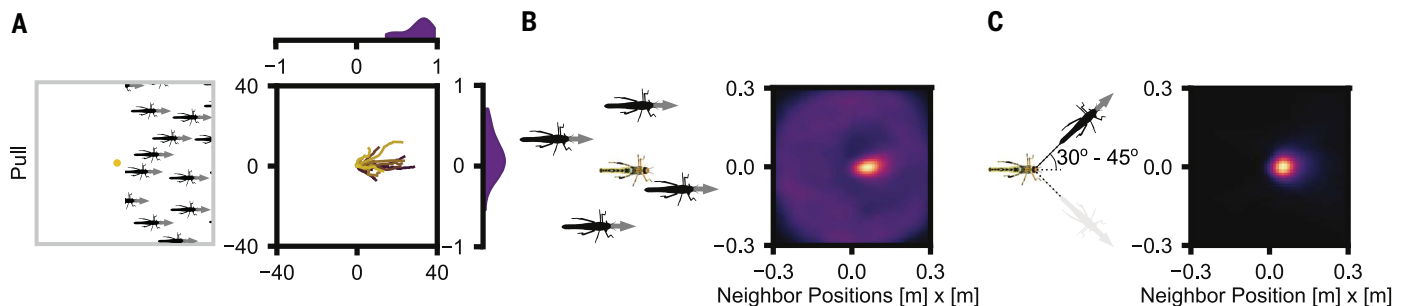 A
B
C
Pull
−1 0 1
40
0
−40
−40 0 40
1
0
−1
0.3
0.0
−0.3
−0.3 0.0 0.3
Neighbor Positions [m] x [m]
30º - 45º
0.3
0.0
−0.3
−0.3 0.0 0.3
Neighbor Position [m] x [m]